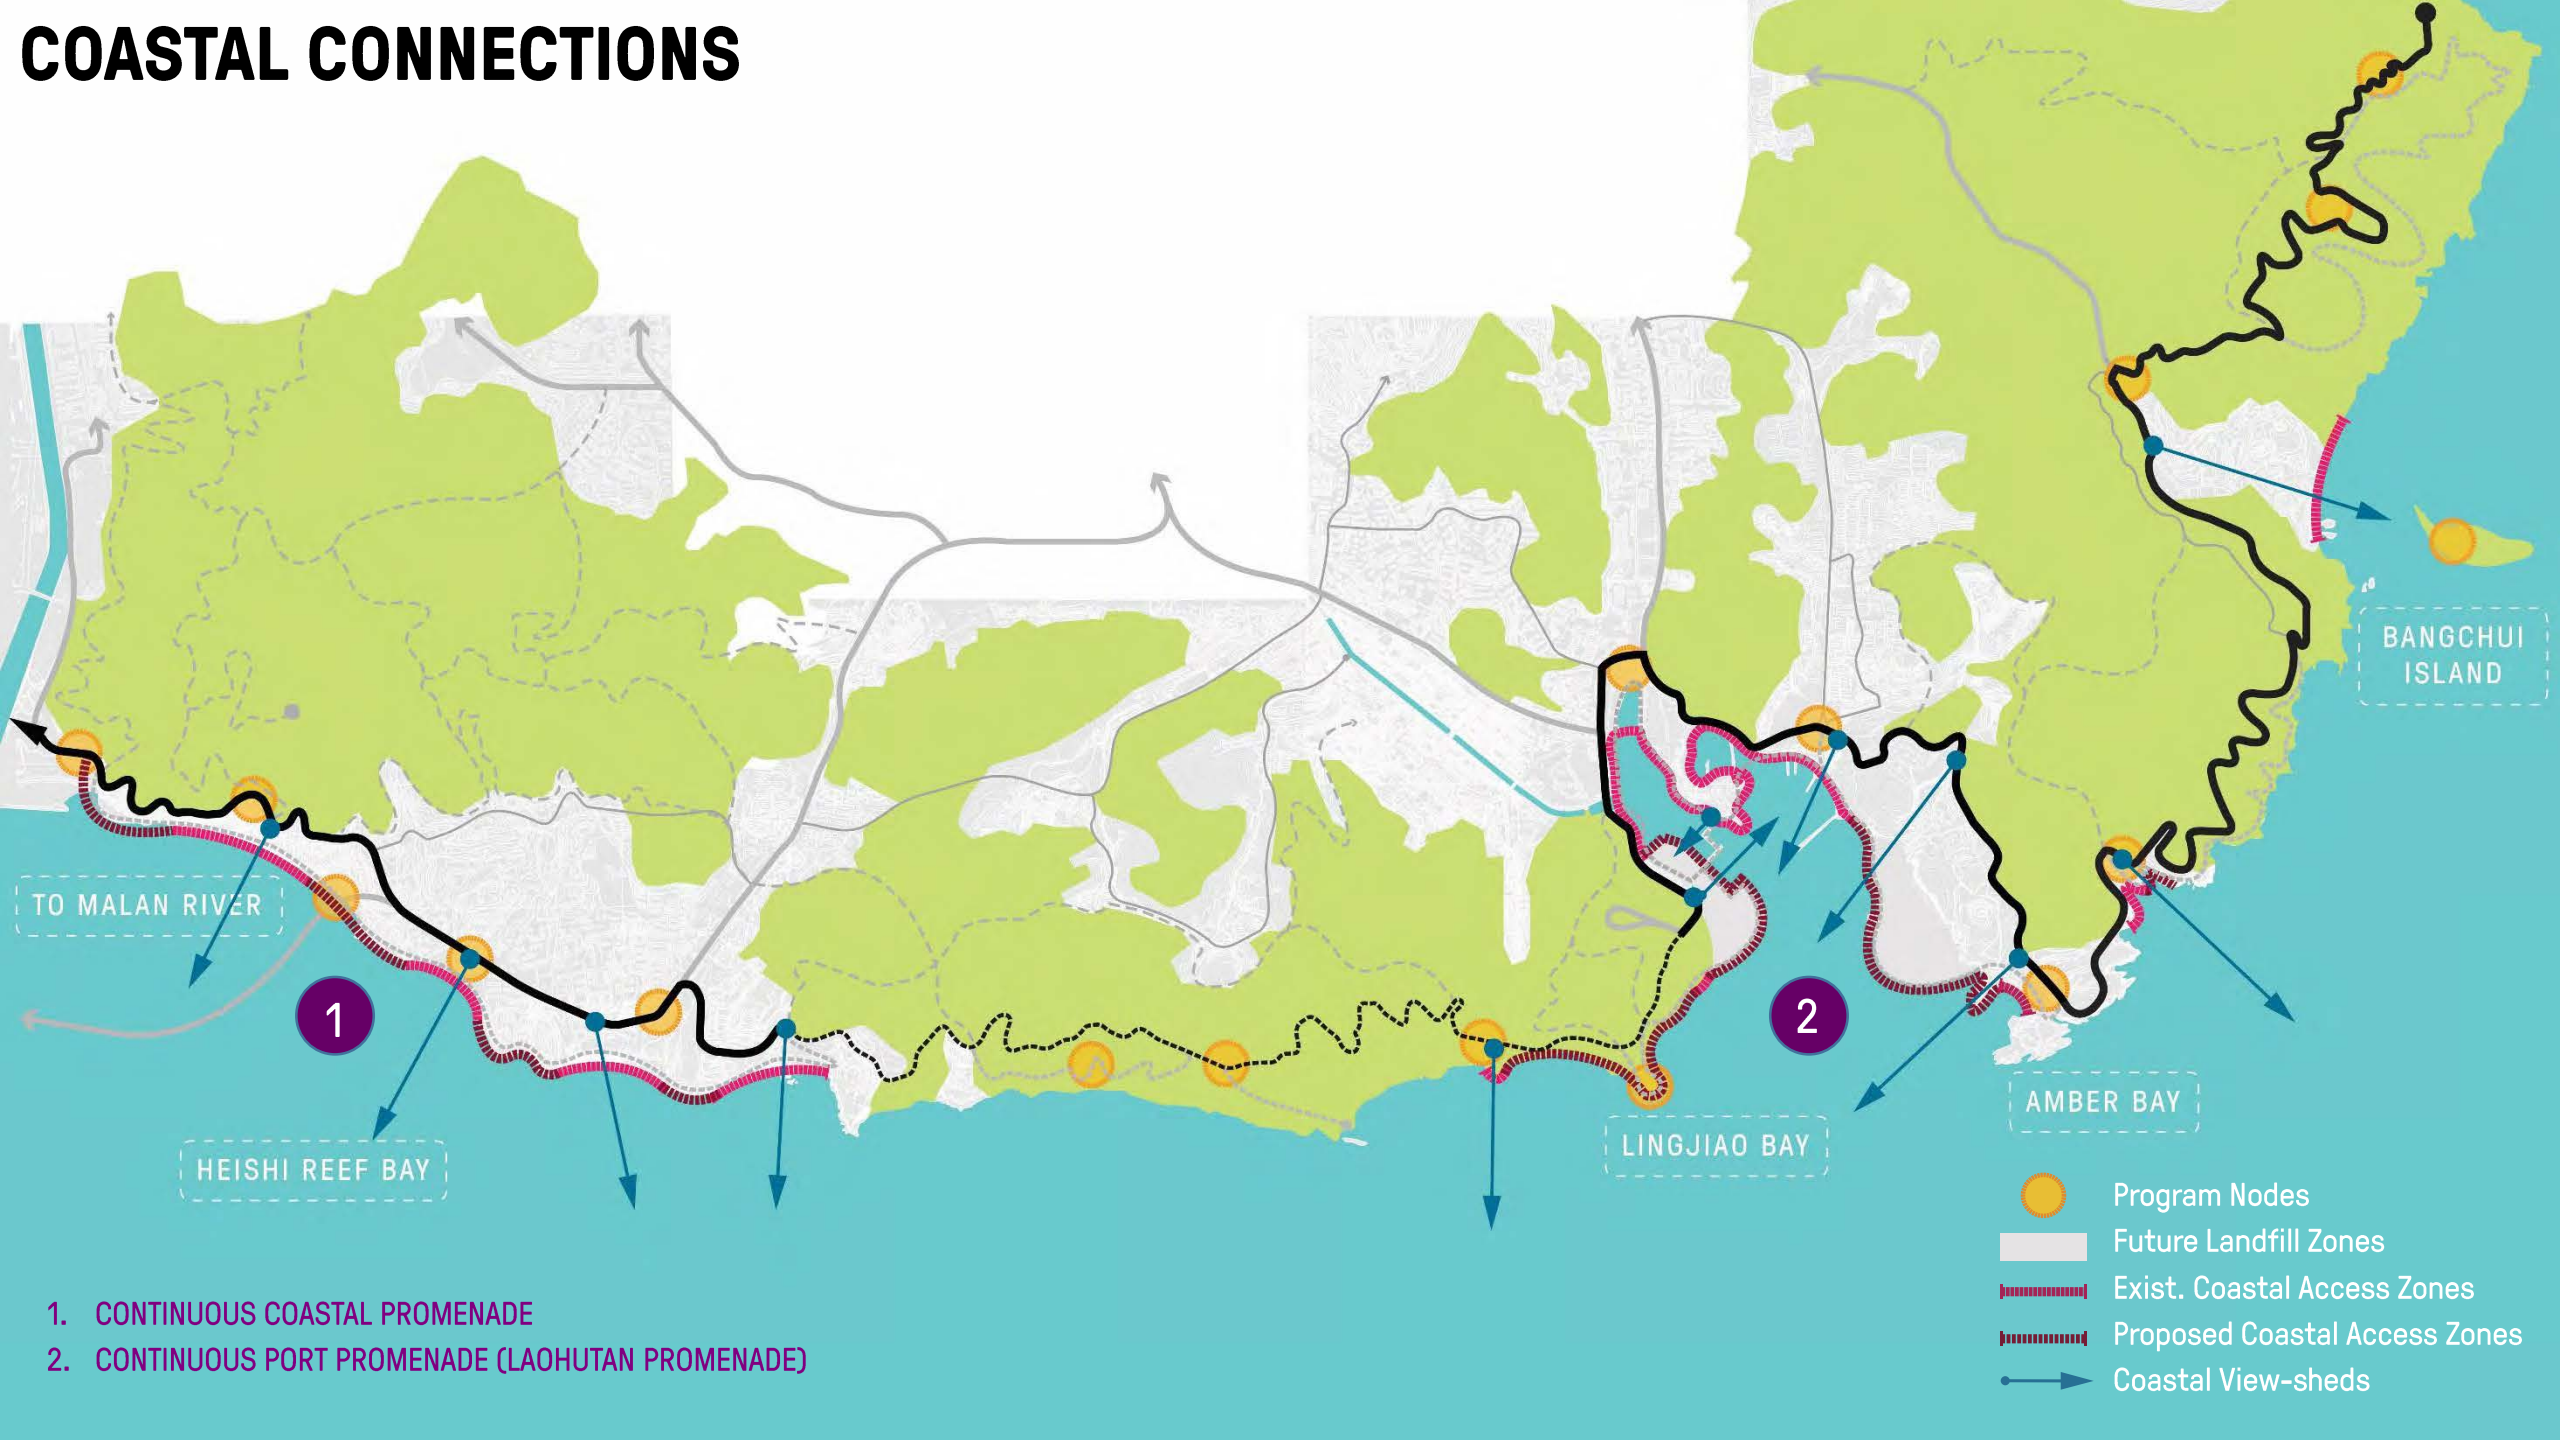 COASTAL CONNECTIONS
BANGCHUI
ISLAND
TO MALAN RIVER
1
2
HEISHI REEF BAY
LINGJIAO BAY
AMBER BAY
Program Nodes
Future Landfill Zones
Exist. Coastal Access Zones
Proposed Coastal Access Zones
Coastal View-sheds
1. CONTINUOUS COASTAL PROMENADE
2. CONTINUOUS PORT PROMENADE (LAOHUTAN PROMENADE)